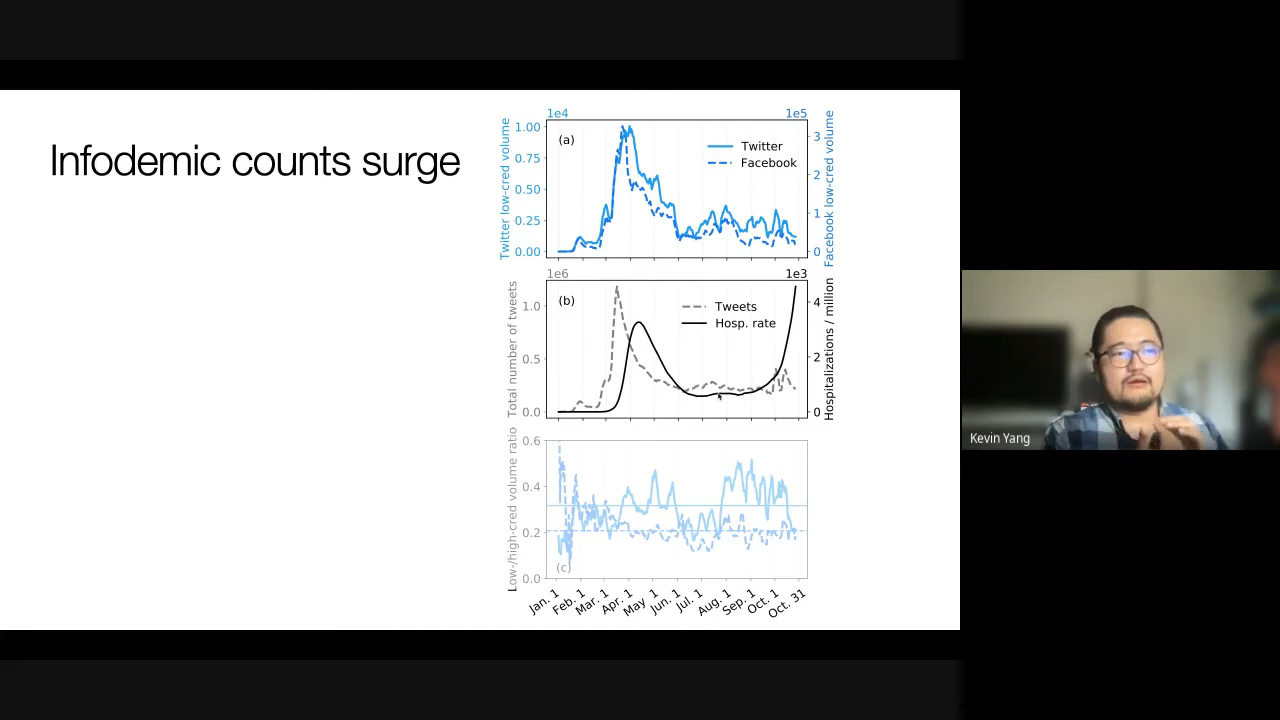 Infodemic counts surge
1e4
1e5
(a)
Twitter
Facebook
1.00
0.75
0.50
0.25
0.00
3
2
1
0
Twitter low-cred volume
Facebook low-cred volume
1e6
1e3
(b)
Tweets
Hosp. rate
1.0
0.5
0.0
4
2
0
Total number of tweets
Hospitalizations / million
0.6
0.4
0.2
0.0
(c)
Low-/high-cred volume ratio
Jan. 1
Feb. 1
Mar. 1
Apr. 1
May 1
Jun. 1
Jul. 1
Aug. 1
Sep. 1
Oct. 1
Oct. 31
Kevin Yang